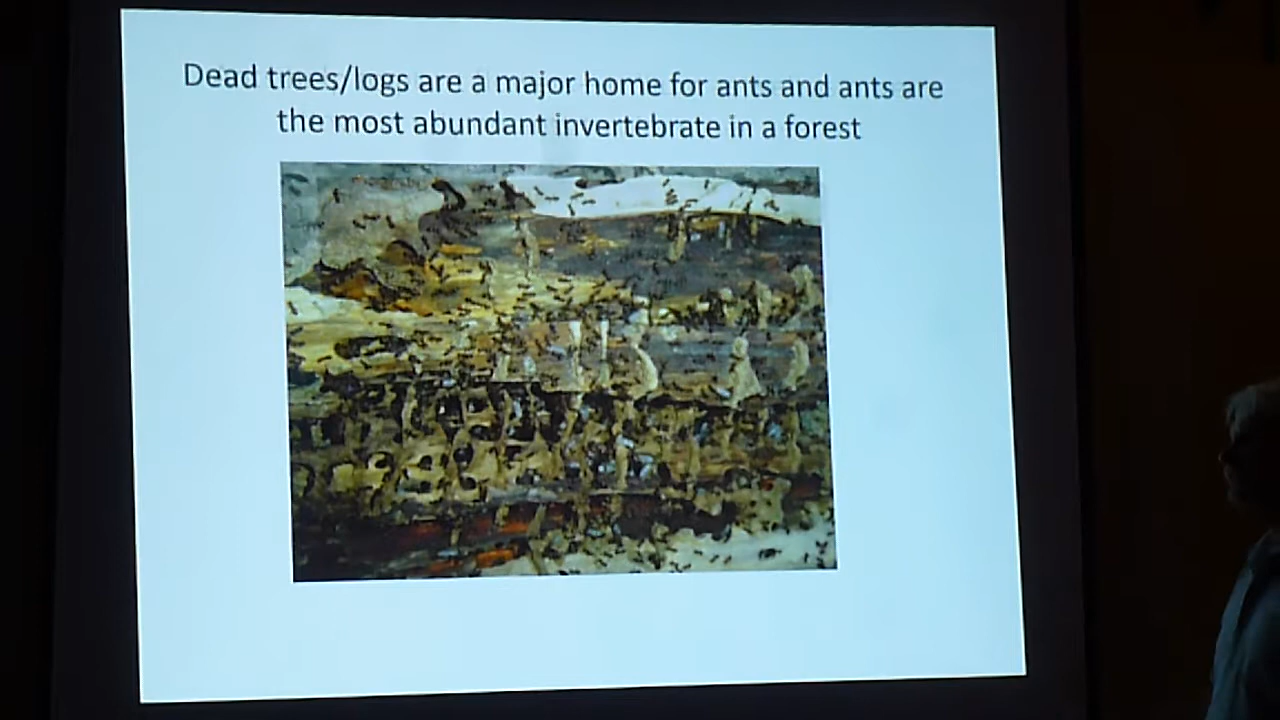 Dead trees/logs are a major home for ants and ants are
the most abundant invertebrate in a forest